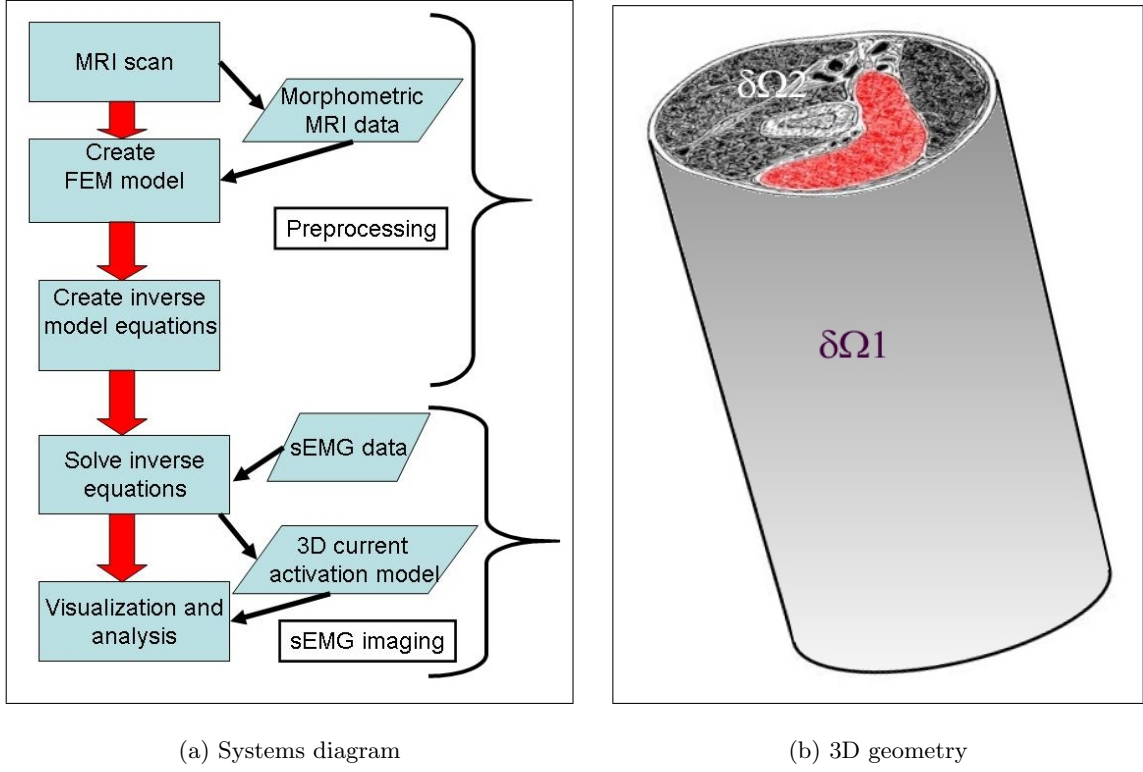 MRI scan
Morphometric
MRI data
Create
FEM model
Preprocessing
Create inverse
model equations
sEMG data
Solve inverse
equations
3D current
activation model
Visualization and
analysis
sEMG imaging
(a) Systems diagram
δΩ2
δΩ1
(b) 3D geometry